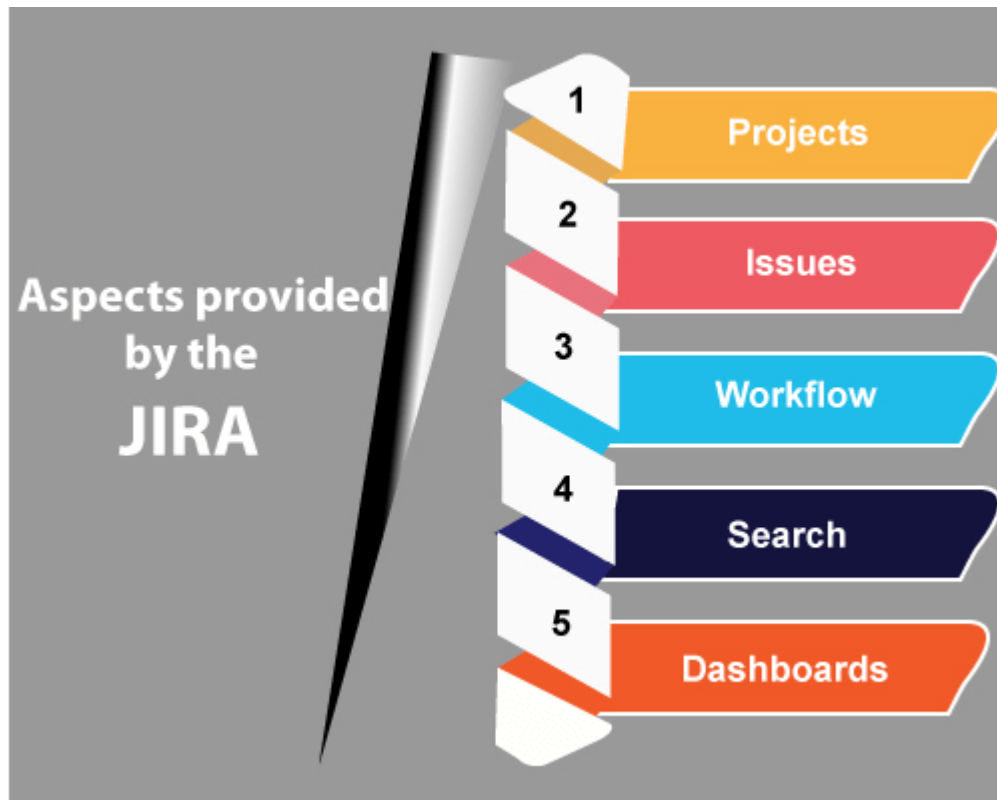 Aspects provided
by the
JIRA
1
Projects
2
Issues
3
Workflow
4
Search
5
Dashboards